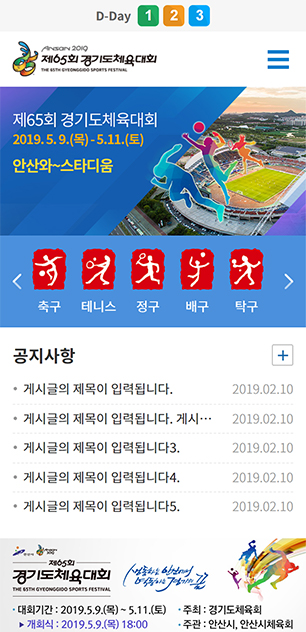 D-Day 1 2 3
ANSAN 2019
제65회 경기도체육대회
THE 65TH GYEONGGIDO SPORTS FESTIVAL
제65회 경기도체육대회
2019. 5. 9.(목) - 5.11.(토)
안산와~스타디움
축구 테니스 정구 배구 탁구
공지사항
• 게시글의 제목이 입력됩니다. 2019.02.10
• 게시글의 제목이 입력됩니다. 게시… 2019.02.10
• 게시글의 제목이 입력됩니다3. 2019.02.10
• 게시글의 제목이 입력됩니다4. 2019.02.10
• 게시글의 제목이 입력됩니다5. 2019.02.10
제65회
경기도체육대회
THE 65TH GYEONGGIDO SPORTS FESTIVAL
• 대회기간 : 2019.5.9.(목) ~ 5.11.(토) • 주최 : 경기도체육회
▶ 개회식 : 2019.5.9.(목) 18:00 • 주관 : 안산시, 안산시체육회